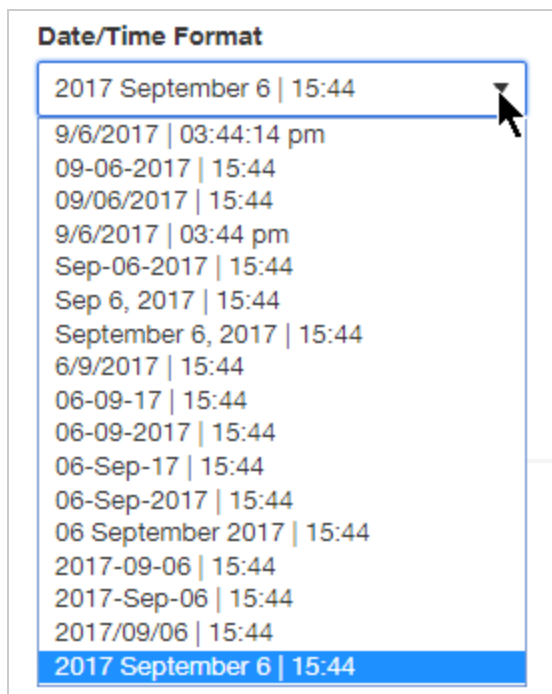 Date/Time Format
2017 September 6 | 15:44
9/6/2017 | 03:44:14 pm
09-06-2017 | 15:44
09/06/2017 | 15:44
9/6/2017 | 03:44 pm
Sep-06-2017 | 15:44
Sep 6, 2017 | 15:44
September 6, 2017 | 15:44
6/9/2017 | 15:44
06-09-17 | 15:44
06-09-2017 | 15:44
06-Sep-17 | 15:44
06-Sep-2017 | 15:44
06 September 2017 | 15:44
2017-09-06 | 15:44
2017-Sep-06 | 15:44
2017/09/06 | 15:44
2017 September 6 | 15:44